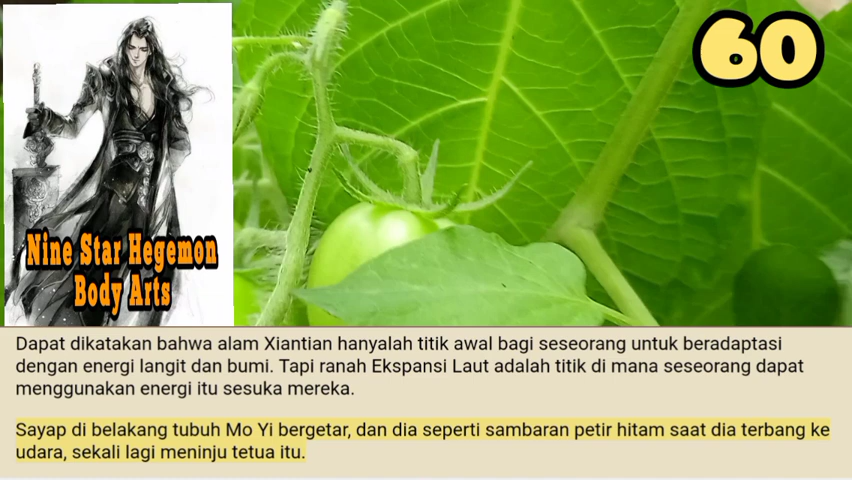 60
Nine Star Hegemon
Body Arts
Dapat dikatakan bahwa alam Xiantian hanyalah titik awal bagi seseorang untuk beradaptasi
dengan energi langit dan bumi. Tapi ranah Ekspansi Laut adalah titik di mana seseorang dapat
menggunakan energi itu sesuka mereka.
Sayap di belakang tubuh Mo Yi bergetar, dan dia seperti sambaran petir hitam saat dia terbang ke
udara, sekali lagi meninju tetua itu.